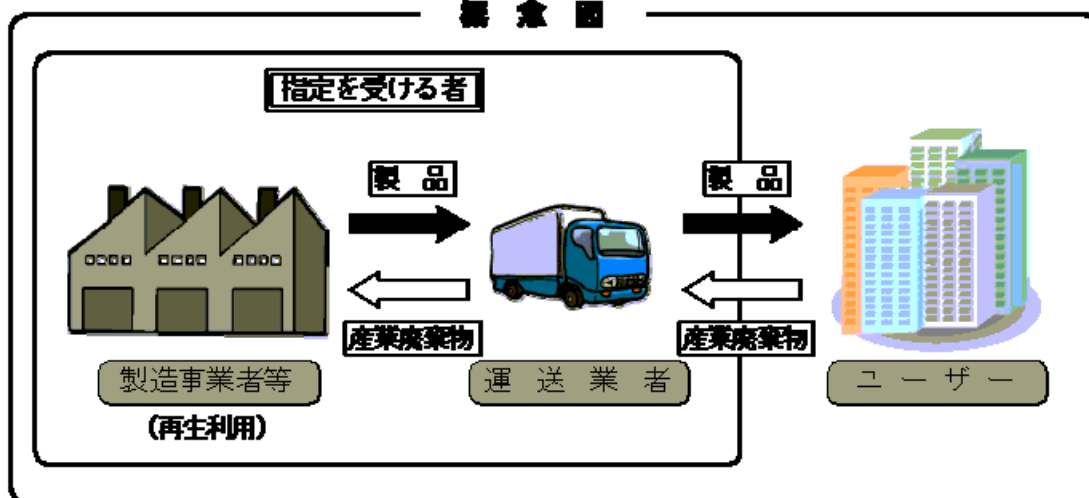 概 念 図
指定を受ける者
製 品
製 品
産業廃棄物
産業廃棄物
製造事業者等
運 送 業 者
ユ ー ザ ー
(再生利用)